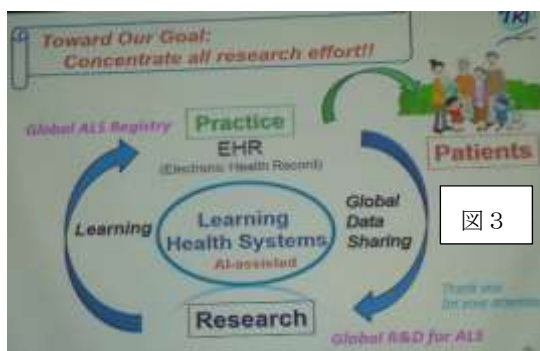 Toward Our Goal:
Concentrate all research effort!!
TRI
Global ALS Registry
Practice
EHR
(Electronic Health Record)
Patients
Learning
Learning
Health Systems
AI-assisted
Global
Data
Sharing
図3
Research
Thank you
for your attention
Global R&D for ALS